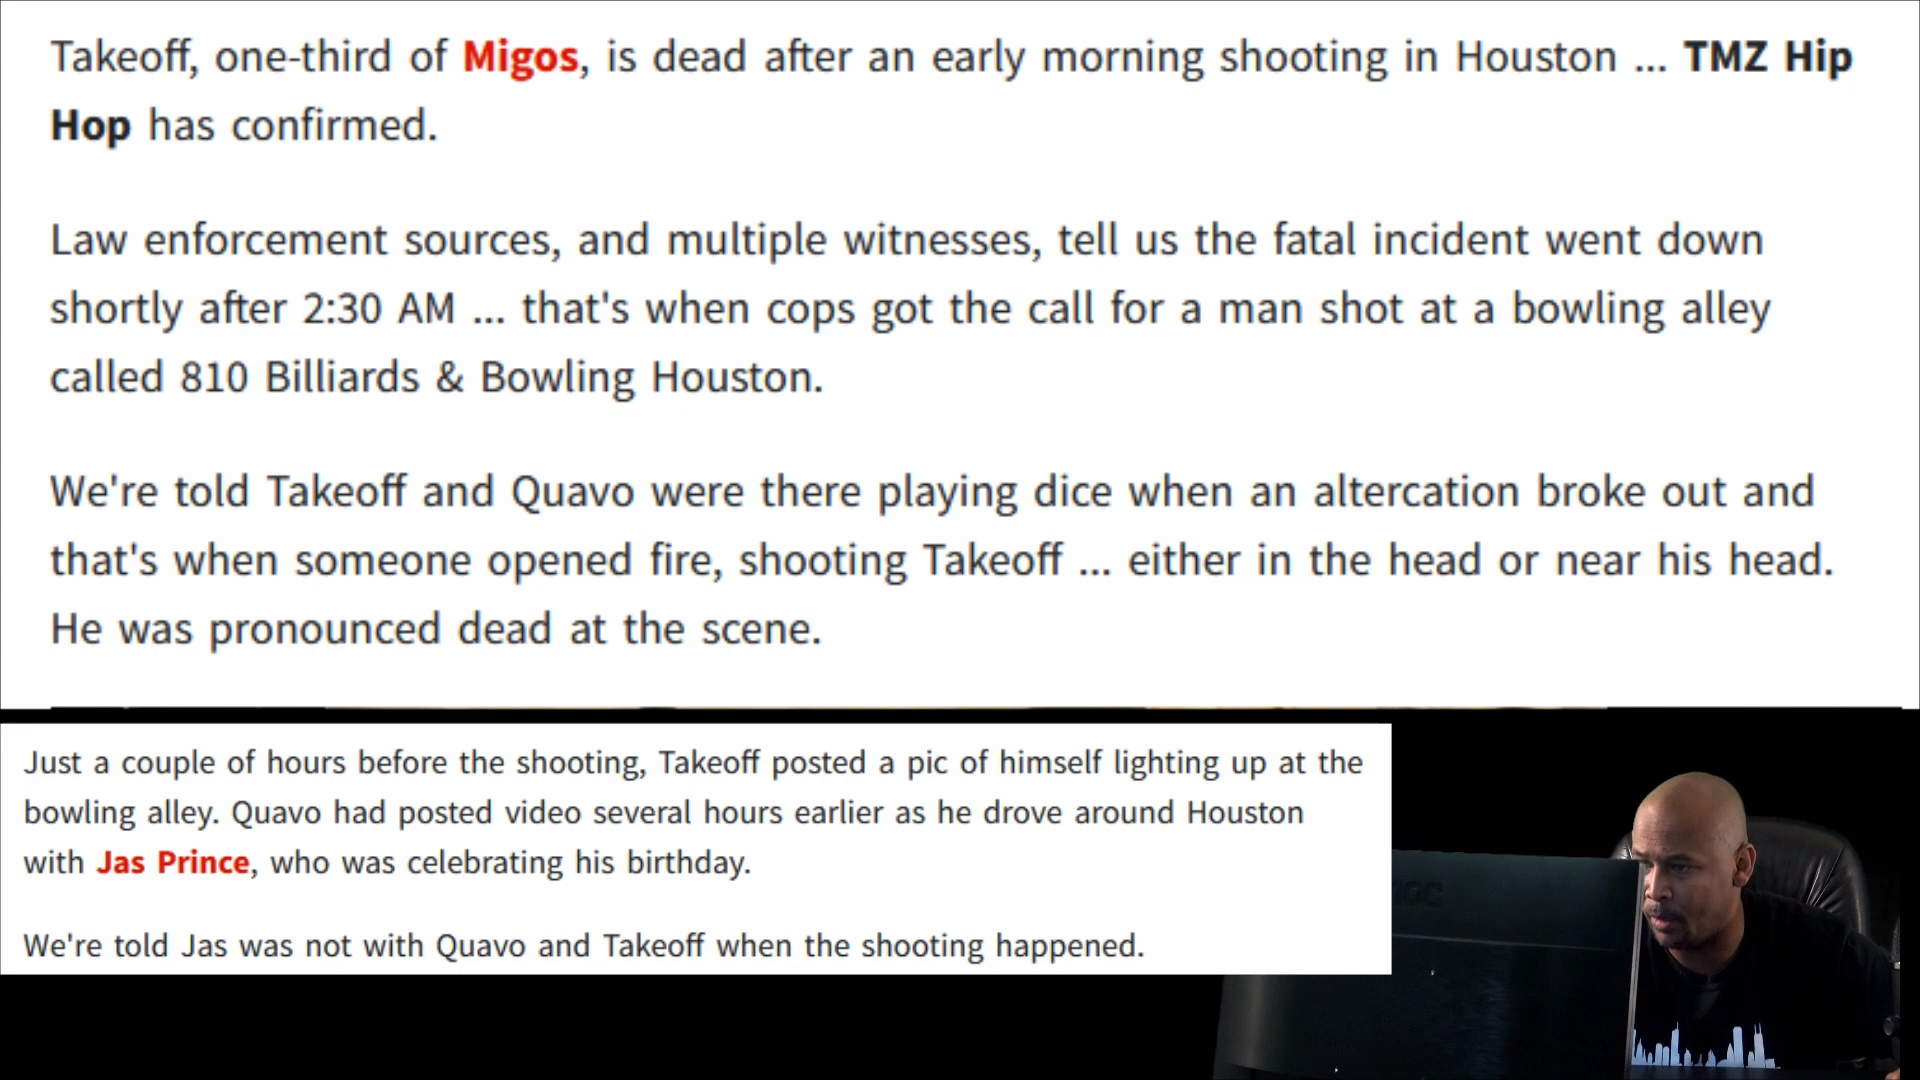 Takeoff, one-third of Migos, is dead after an early morning shooting in Houston ... TMZ Hip
Hop has confirmed.
Law enforcement sources, and multiple witnesses, tell us the fatal incident went down
shortly after 2:30 AM ... that's when cops got the call for a man shot at a bowling alley
called 810 Billiards & Bowling Houston.
We're told Takeoff and Quavo were there playing dice when an altercation broke out and
that's when someone opened fire, shooting Takeoff ... either in the head or near his head.
He was pronounced dead at the scene.
Just a couple of hours before the shooting, Takeoff posted a pic of himself lighting up at the
bowling alley. Quavo had posted video several hours earlier as he drove around Houston
with Jas Prince, who was celebrating his birthday.
We're told Jas was not with Quavo and Takeoff when the shooting happened.